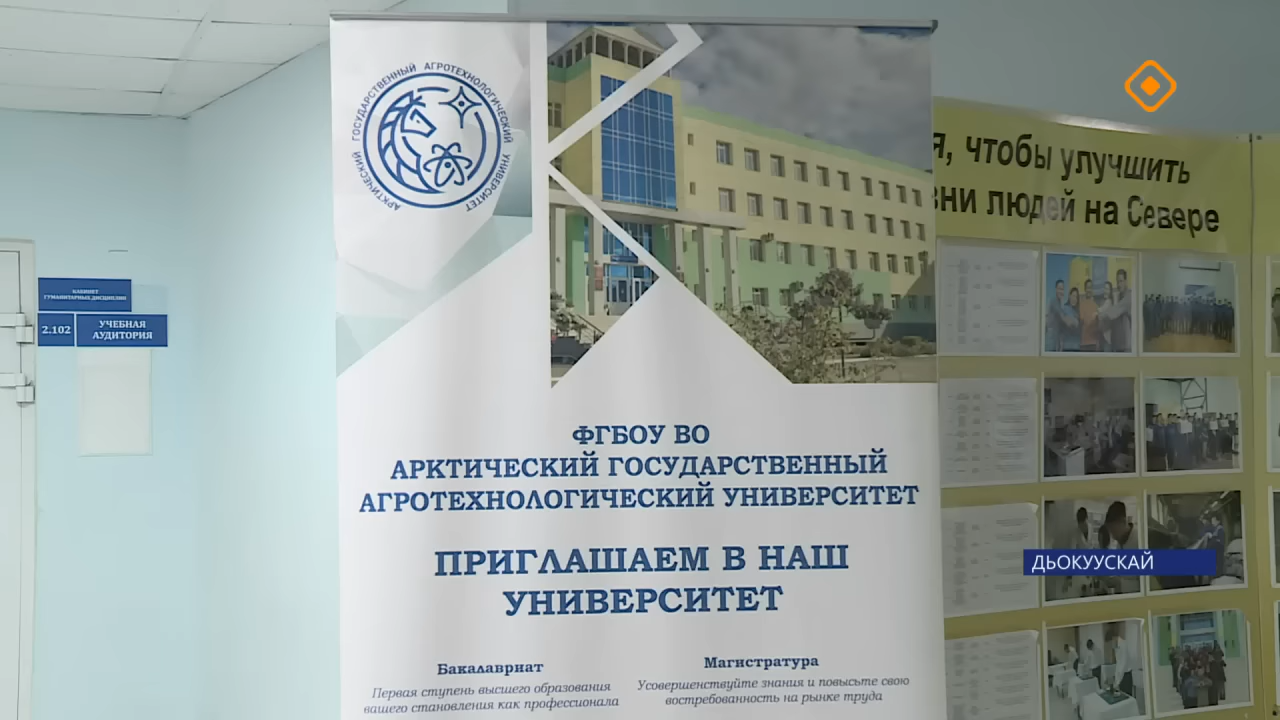 АРКТИЧЕСКИЙ ГОСУДАРСТВЕННЫЙ АГРОТЕХНОЛОГИЧЕСКИЙ УНИВЕРСИТЕТ
я, чтобы улучшить
зни людей на Севере
КАБИНЕТ
ГУМАНИТАРНЫХ ДИСЦИПЛИН
2.102
УЧЕБНАЯ
АУДИТОРИЯ
ФГБОУ ВО
АРКТИЧЕСКИЙ ГОСУДАРСТВЕННЫЙ
АГРОТЕХНОЛОГИЧЕСКИЙ УНИВЕРСИТЕТ
ПРИГЛАШАЕМ В НАШ
УНИВЕРСИТЕТ
ДЬОКУУСКАЙ
Бакалавриат
Первая ступень высшего образования
вашего становления как профессионала
Магистратура
Усовершенствуйте знания и повысьте свою
востребованность на рынке труда